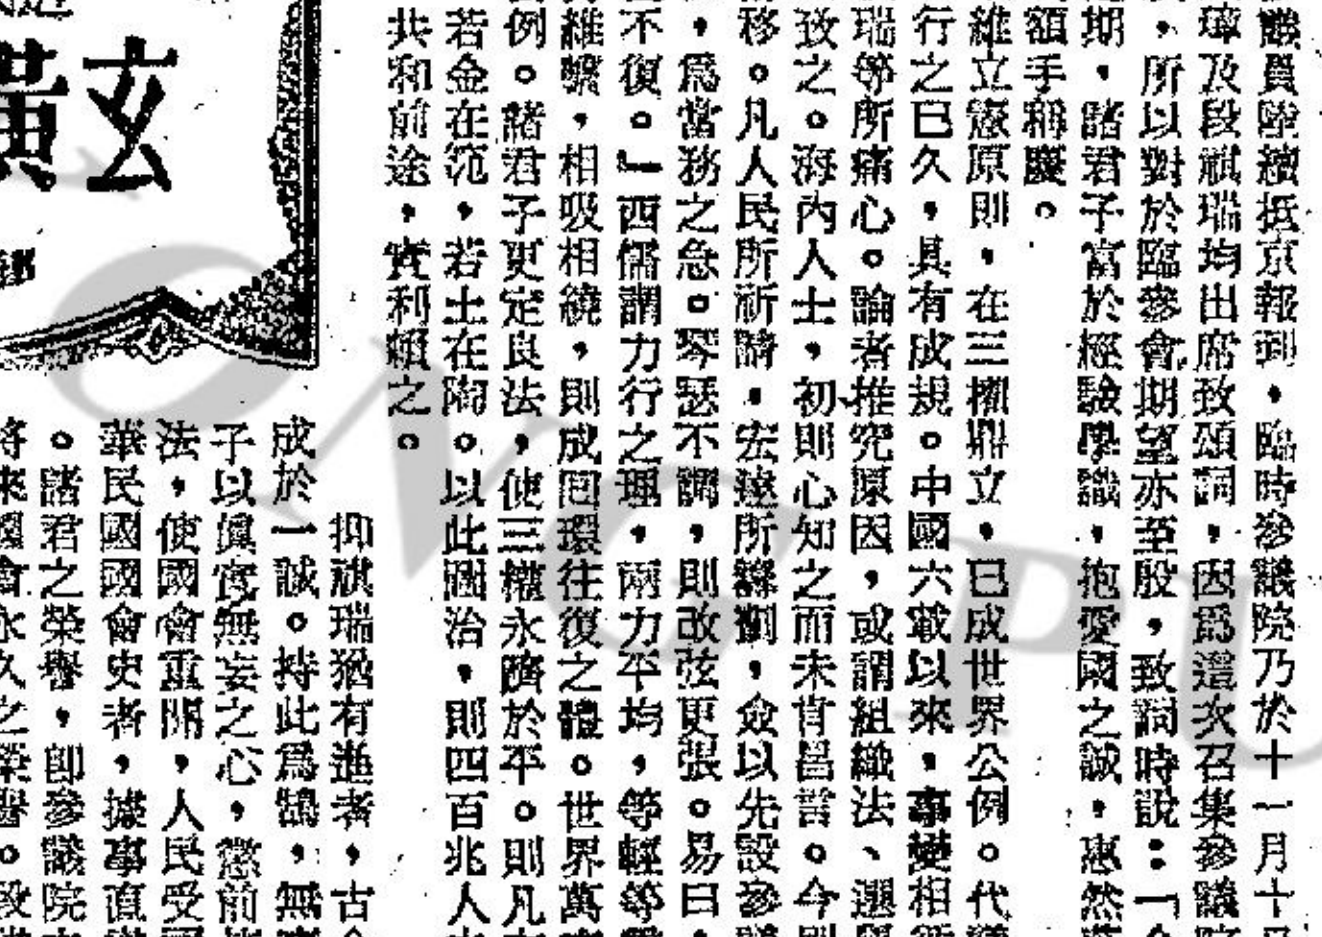 議員陸續抵京報到，臨時參議院乃於十一月十
璋及段祺瑞均出席致頌詞，因爲這次召集參議院
，所以對於臨參會期望亦至殷，致詞時說：「今
期，諸君子富於經驗學識，抱愛國之誠，惠然
額手稱慶。
維立憲原則，在三權鼎立，已成世界公例。代議
行之已久，具有成規。中國六載以來，事變相
瑞等所痛心。論者推究原因，或謂組織法、選舉
致之。海內人士，初則心知之而未肯昌言。今則
移。凡人民所祈請，宏達所籌劃，僉以先設參議
，爲當務之急。琴瑟不調，則改弦更張。易曰
不復。』西儒謂力行之理，兩力平均，等輕等
維繫，相吸相繞，則成回環往復之體。世界萬
例。諸君子更定良法，使三權永躋於平。則凡
若金在范，若土在陶。以此圖治，則四百兆人
共和前途，實利賴之。
抑祺瑞猶有進者，古今
成於一誠。持此爲鵠，無
子以眞實無妄之心，懲前
法，使國會重開，人民受
華民國國會史者，據事直
。諸君之榮譽，卽參議院
將來國會永久之榮譽。段
玄
黃